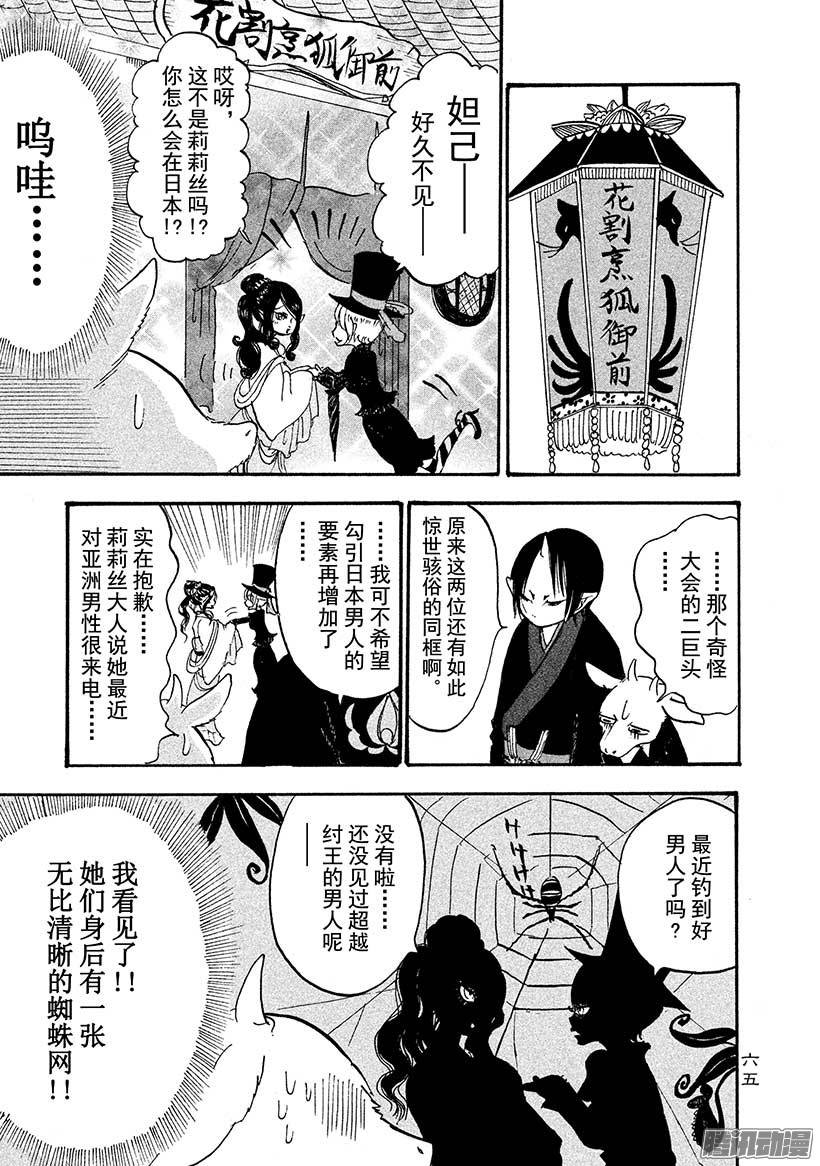 花割烹狐御前
花割烹狐御前
妲己——
好久不见——
哎呀，
这不是莉莉丝吗!?
你怎么会在日本!?
呜哇……
……那个奇怪
大会的二巨头
……
原来这两位还有如此
惊世骇俗的同框啊。
……我可不希望
勾引日本男人的
要素再增加了
……
实在抱歉……
莉莉丝大人说她最近
对亚洲男性很来电
……
最近钓到好
男人了吗?
没有啦……
还没见过超越
纣王的男人呢
——
ケケケケ
我看见了!!
她们身后有一张
无比清晰的蜘蛛网!!
六五
腾讯动漫